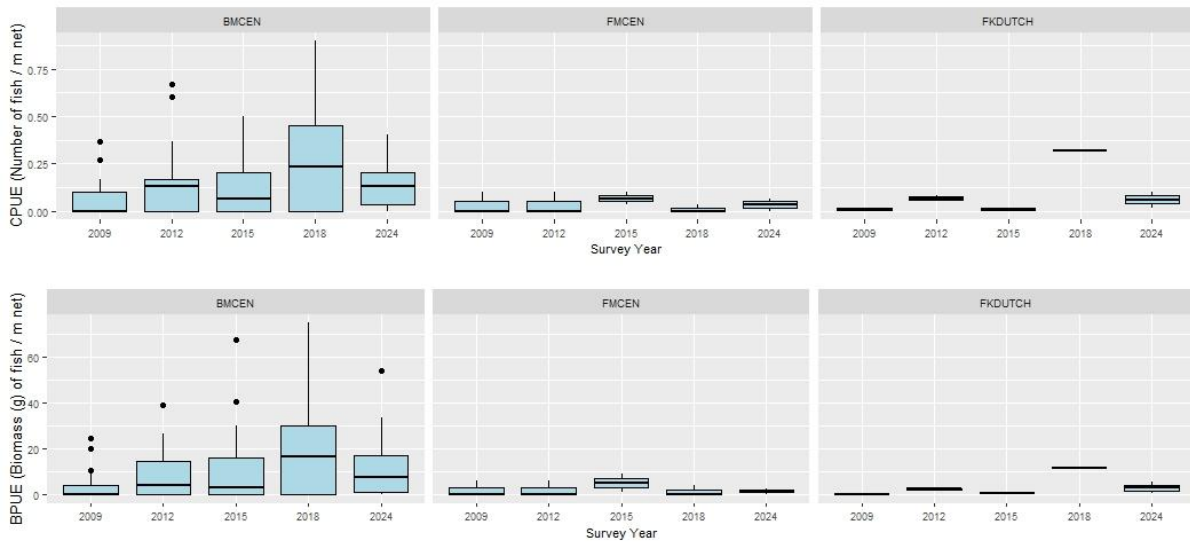 BMCEN FMCEN FKDUTCH
CPUE (Number of fish / m net)
0.75
0.50
0.25
0.00
2009 2012 2015 2018 2024 2009 2012 2015 2018 2024 2009 2012 2015 2018 2024
Survey Year
BMCEN FMCEN FKDUTCH
BPUE (Biomass (g) of fish / m net)
60
40
20
0
2009 2012 2015 2018 2024 2009 2012 2015 2018 2024 2009 2012 2015 2018 2024
Survey Year